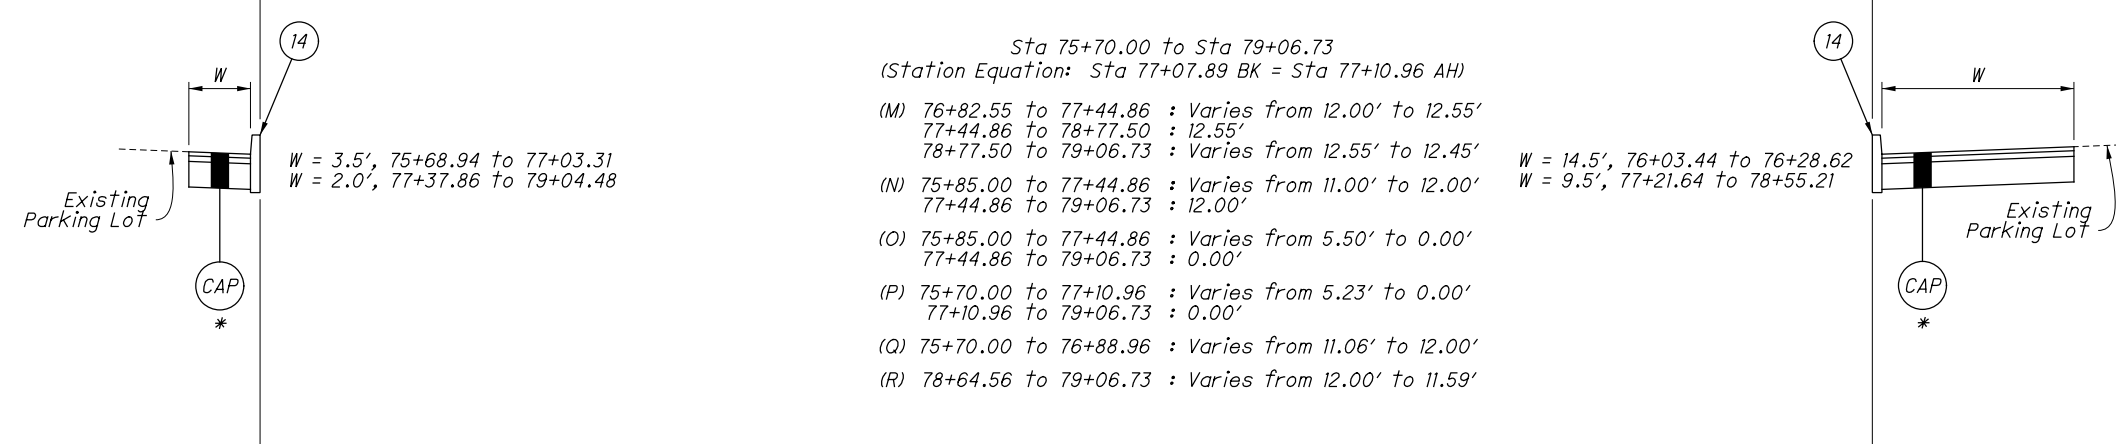 14
W
W = 3.5', 75+68.94 to 77+03.31
W = 2.0', 77+37.86 to 79+04.48
Existing
Parking Lot
CAP
*
Sta 75+70.00 to Sta 79+06.73
(Station Equation: Sta 77+07.89 BK = Sta 77+10.96 AH)
(M) 76+82.55 to 77+44.86 : Varies from 12.00' to 12.55'
77+44.86 to 78+77.50 : 12.55'
78+77.50 to 79+06.73 : Varies from 12.55' to 12.45'
(N) 75+85.00 to 77+44.86 : Varies from 11.00' to 12.00'
77+44.86 to 79+06.73 : 12.00'
(O) 75+85.00 to 77+44.86 : Varies from 5.50' to 0.00'
77+44.86 to 79+06.73 : 0.00'
(P) 75+70.00 to 77+10.96 : Varies from 5.23' to 0.00'
77+10.96 to 79+06.73 : 0.00'
(Q) 75+70.00 to 76+88.96 : Varies from 11.06' to 12.00'
(R) 78+64.56 to 79+06.73 : Varies from 12.00' to 11.59'
14
W
W = 14.5', 76+03.44 to 76+28.62
W = 9.5', 77+21.64 to 78+55.21
Existing
Parking Lot
CAP
*